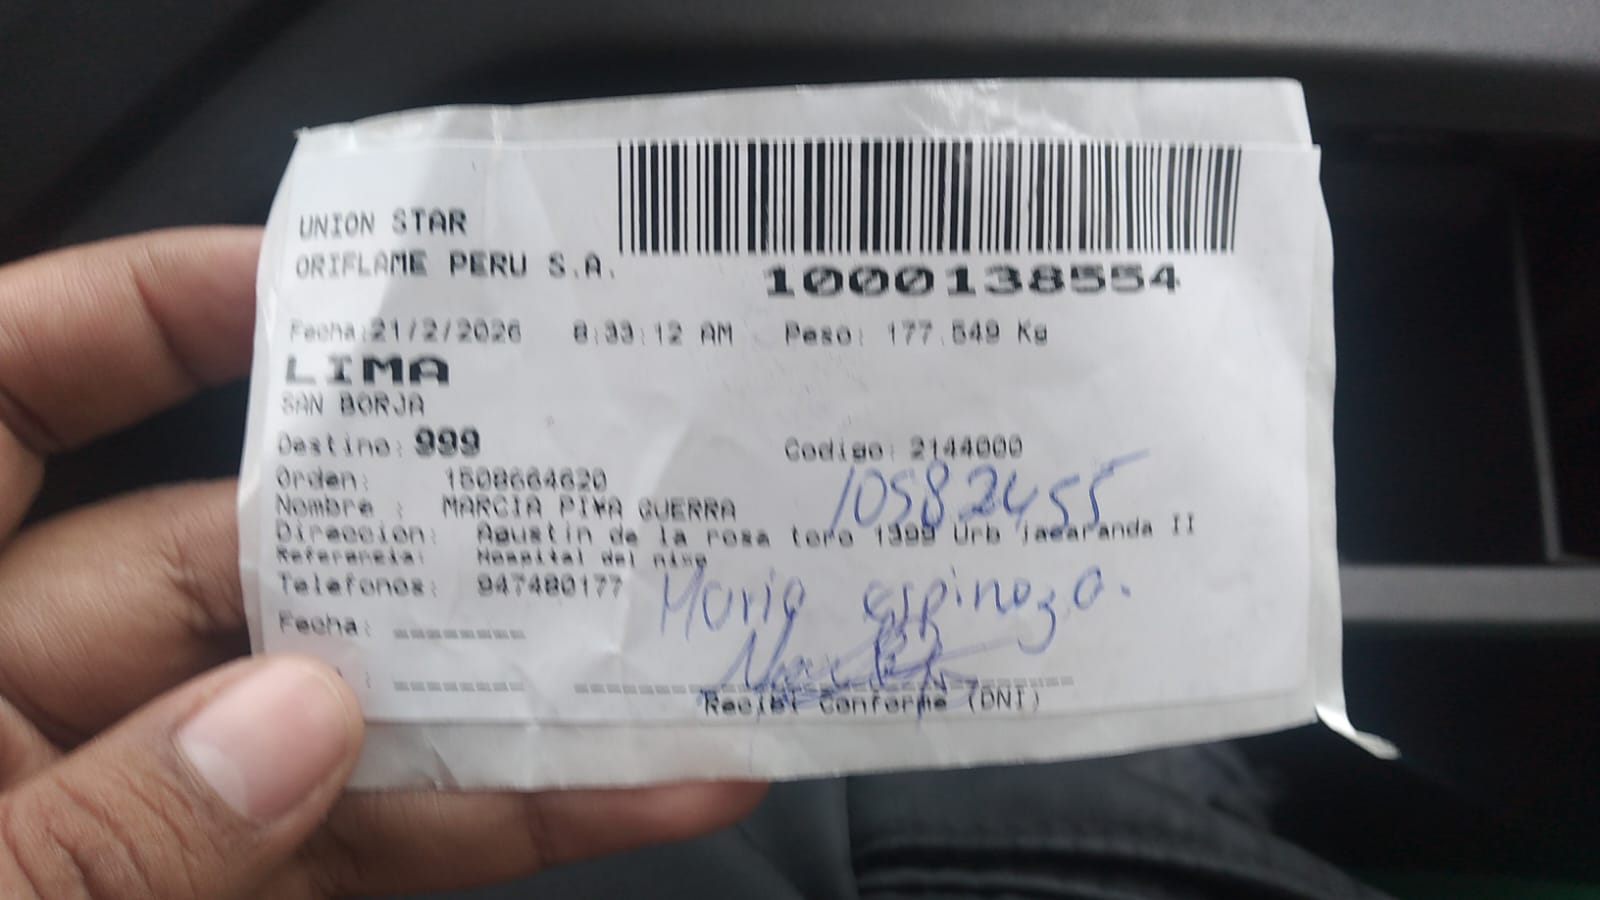 UNION STAR
ORIFLAME PERU S.A.
1000138554
Fecha:21/2/2026 8:33:12 AM Peso: 177.549 Kg
LIMA
SAN BORJA
Destino: 999 Codigo: 2144000
Orden: 1508664620
Nombre : MARCIA PI¥A GUERRA
10582455
Direccion: Agustin de la rosa toro 1399 Urb jacaranda II
Referencia: Hospital del niño
Telefonos: 947480177
Maria espinoza.
Fecha: --------
: --------
Recibi Conforme (DNI)